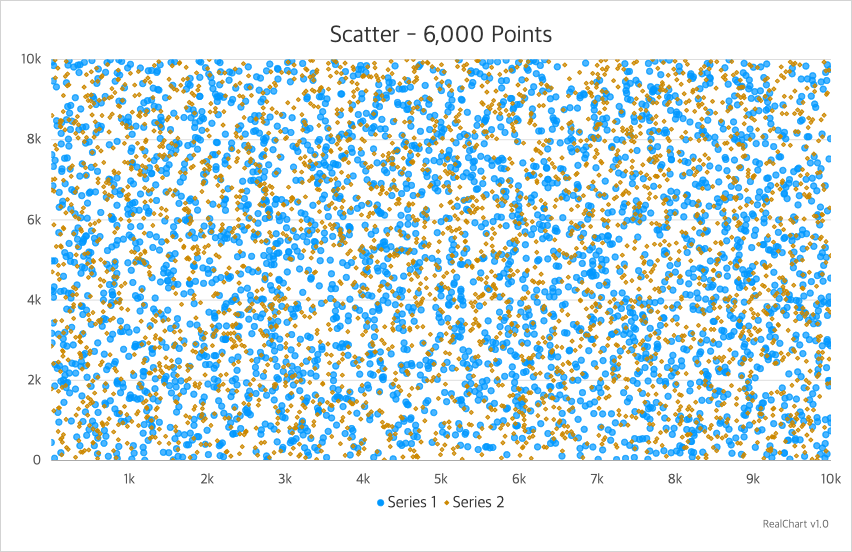 Scatter - 6,000 Points
10k
8k
6k
4k
2k
0
1k 2k 3k 4k 5k 6k 7k 8k 9k 10k
Series 1 Series 2
RealChart v1.0